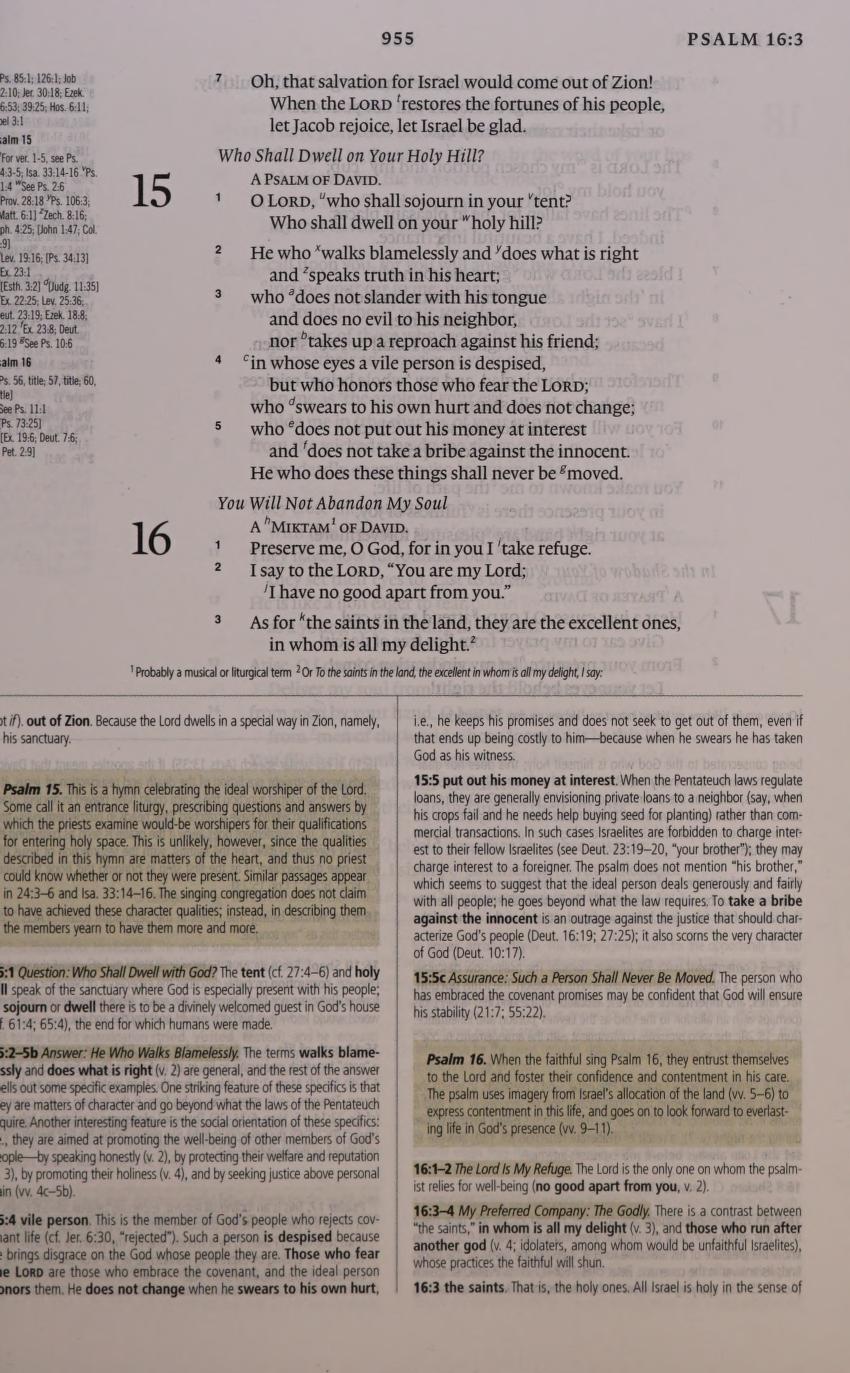 955
PSALM 16:3
Ps. 85:1; 126:1; Job
2:10; Jer. 30:18; Ezek.
6:53; 39:25; Hos. 6:11;
3:1
alm 15
For ver. 1-5, see Ps.
4:3-5; Isa. 33:14-16 Ps.
1:4 ʷSee Ps. 2:6
Prov. 28:18 ʸPs. 106:3;
Matt. 6:1] ᶻZech. 8:16;
ph. 4:25; [John 1:47; Col.
:9]
Lev. 19:16; [Ps. 34:13]
Ex. 23:1
[Esth. 3:2] ᵈ[Judg. 11:35]
Ex. 22:25; Lev. 25:36;
eut. 23:19; Ezek. 18:8;
2:12 ᶠEx. 23:8; Deut.
6:19 ᵍSee Ps. 10:6
alm 16
Ps. 56, title; 57, title; 60,
tle]
See Ps. 11:1
[Ps. 73:25]
[Ex. 19:6; Deut. 7:6;
Pet. 2:9]
7 Oh, that salvation for Israel would come out of Zion!
When the LORD ᵗrestores the fortunes of his people,
let Jacob rejoice, let Israel be glad.
Who Shall Dwell on Your Holy Hill?
15 A PSALM OF DAVID.
1 O LORD, ᵘwho shall sojourn in your ᵛtent?
Who shall dwell on your ʷholy hill?
2 He who ˣwalks blamelessly and ʸdoes what is right
and ᶻspeaks truth in his heart;
3 who ᵃdoes not slander with his tongue
and does no evil to his neighbor,
nor ᵇtakes up a reproach against his friend;
4 ᶜin whose eyes a vile person is despised,
but who honors those who fear the LORD;
who ᵈswears to his own hurt and does not change;
5 who ᵉdoes not put out his money at interest
and ᶠdoes not take a bribe against the innocent.
He who does these things shall never be ᵍmoved.
You Will Not Abandon My Soul
16 A ʰMIKTAM¹ OF DAVID.
1 Preserve me, O God, for in you I ⁱtake refuge.
2 I say to the LORD, “You are my Lord;
ʲI have no good apart from you.”
3 As for ᵏthe saints in the land, they are the excellent ones,
in whom is all my delight.²
¹ Probably a musical or liturgical term ² Or To the saints in the land, the excellent in whom is all my delight, I say:
ot if). out of Zion. Because the Lord dwells in a special way in Zion, namely,
his sanctuary.
Psalm 15. This is a hymn celebrating the ideal worshiper of the Lord.
Some call it an entrance liturgy, prescribing questions and answers by
which the priests examine would-be worshipers for their qualifications
for entering holy space. This is unlikely, however, since the qualities
described in this hymn are matters of the heart, and thus no priest
could know whether or not they were present. Similar passages appear
in 24:3–6 and Isa. 33:14–16. The singing congregation does not claim
to have achieved these character qualities; instead, in describing them
the members yearn to have them more and more.
5:1 Question: Who Shall Dwell with God? The tent (cf. 27:4–6) and holy
ll speak of the sanctuary where God is especially present with his people;
sojourn or dwell there is to be a divinely welcomed guest in God's house
f. 61:4; 65:4), the end for which humans were made.
5:2–5b Answer: He Who Walks Blamelessly. The terms walks blame-
ssly and does what is right (v. 2) are general, and the rest of the answer
ells out some specific examples. One striking feature of these specifics is that
ey are matters of character and go beyond what the laws of the Pentateuch
quire. Another interesting feature is the social orientation of these specifics:
., they are aimed at promoting the well-being of other members of God's
ople—by speaking honestly (v. 2), by protecting their welfare and reputation
3), by promoting their holiness (v. 4), and by seeking justice above personal
in (vv. 4c–5b).
5:4 vile person. This is the member of God's people who rejects cov-
ant life (cf. Jer. 6:30, “rejected”). Such a person is despised because
brings disgrace on the God whose people they are. Those who fear
e LORD are those who embrace the covenant, and the ideal person
onors them. He does not change when he swears to his own hurt,
i.e., he keeps his promises and does not seek to get out of them, even if
that ends up being costly to him—because when he swears he has taken
God as his witness.
15:5 put out his money at interest. When the Pentateuch laws regulate
loans, they are generally envisioning private loans to a neighbor (say, when
his crops fail and he needs help buying seed for planting) rather than com-
mercial transactions. In such cases Israelites are forbidden to charge inter-
est to their fellow Israelites (see Deut. 23:19–20, “your brother”); they may
charge interest to a foreigner. The psalm does not mention “his brother,”
which seems to suggest that the ideal person deals generously and fairly
with all people; he goes beyond what the law requires. To take a bribe
against the innocent is an outrage against the justice that should char-
acterize God's people (Deut. 16:19; 27:25); it also scorns the very character
of God (Deut. 10:17).
15:5c Assurance: Such a Person Shall Never Be Moved. The person who
has embraced the covenant promises may be confident that God will ensure
his stability (21:7; 55:22).
Psalm 16. When the faithful sing Psalm 16, they entrust themselves
to the Lord and foster their confidence and contentment in his care.
The psalm uses imagery from Israel's allocation of the land (vv. 5–6) to
express contentment in this life, and goes on to look forward to everlast-
ing life in God's presence (vv. 9–11).
16:1–2 The Lord Is My Refuge. The Lord is the only one on whom the psalm-
ist relies for well-being (no good apart from you, v. 2).
16:3–4 My Preferred Company: The Godly. There is a contrast between
“the saints,” in whom is all my delight (v. 3), and those who run after
another god (v. 4; idolaters, among whom would be unfaithful Israelites),
whose practices the faithful will shun.
16:3 the saints. That is, the holy ones. All Israel is holy in the sense of